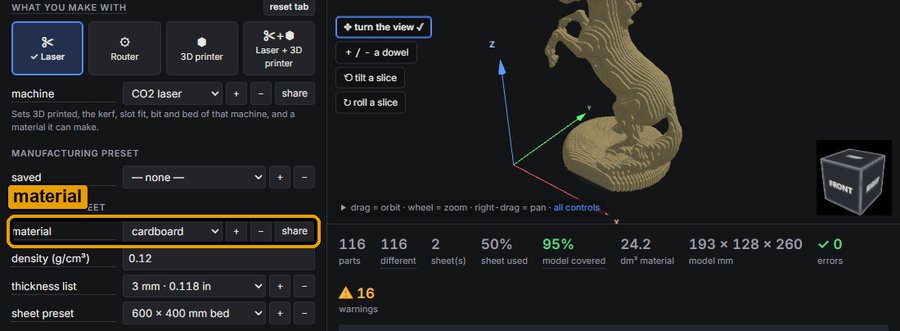 WHAT YOU MAKE WITH
reset tab
✓ Laser
Router
3D printer
Laser + 3D printer
machine
CO2 laser
+
−
share
Sets 3D printed, the kerf, slot fit, bit and bed of that machine, and a
material it can make.
MANUFACTURING PRESET
saved
— none —
+
−
material
EET
material
cardboard
+
−
share
density (g/cm³)
0.12
thickness list
3 mm · 0.118 in
+
−
sheet preset
600 × 400 mm bed
+
−
✥ turn the view ✓
+ / - a dowel
⟲ tilt a slice
↻ roll a slice
Z
Y
X
FRONT
▶ drag = orbit · wheel = zoom · right-drag = pan · all controls
116
parts
116
different
2
sheet(s)
50%
sheet used
95%
model covered
24.2
dm² material
193 × 128 × 260
model mm
✓ 0
errors
⚠ 16
warnings